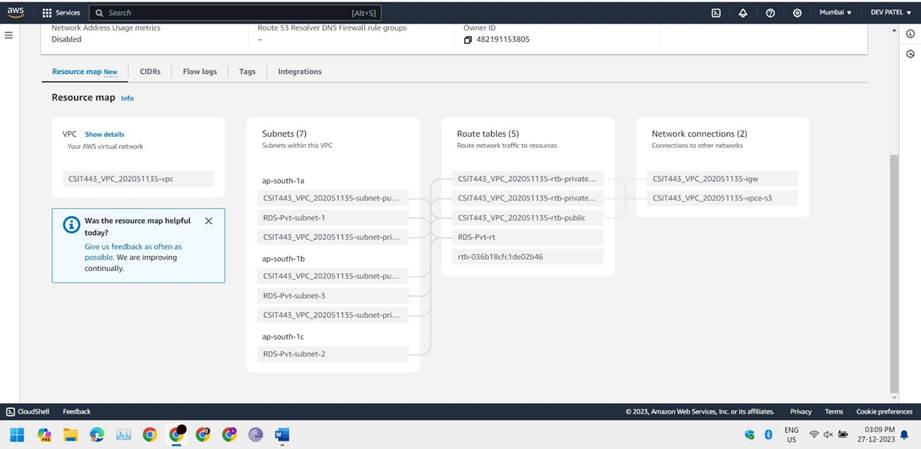 aws
Services
Search
[Alt+S]
Mumbai
DEV PATEL
Network Address Usage metrics
Disabled
Route 53 Resolver DNS Firewall rule groups
–
Owner ID
482191153805
Resource map New
CIDRs
Flow logs
Tags
Integrations
Resource map Info
VPC Show details
Your AWS virtual network
CSIT443_VPC_202051135-vpc
Was the resource map helpful
today?
Give us feedback as often as
possible. We are improving
continually.
Subnets (7)
Subnets within this VPC
ap-south-1a
CSIT443_VPC_202051135-subnet-pu...
RDS-Pvt-subnet-1
CSIT443_VPC_202051135-subnet-pri...
ap-south-1b
CSIT443_VPC_202051135-subnet-pu...
RDS-Pvt-subnet-3
CSIT443_VPC_202051135-subnet-pri...
ap-south-1c
RDS-Pvt-subnet-2
Route tables (5)
Route network traffic to resources
CSIT443_VPC_202051135-rtb-private...
CSIT443_VPC_202051135-rtb-private...
CSIT443_VPC_202051135-rtb-public
RDS-Pvt-rt
rtb-036b18cfc1de02b46
Network connections (2)
Connections to other networks
CSIT443_VPC_202051135-igw
CSIT443_VPC_202051135-vpce-s3
CloudShell
Feedback
© 2023, Amazon Web Services, Inc. or its affiliates.
Privacy
Terms
Cookie preferences
ENG
US
03:09 PM
27-12-2023